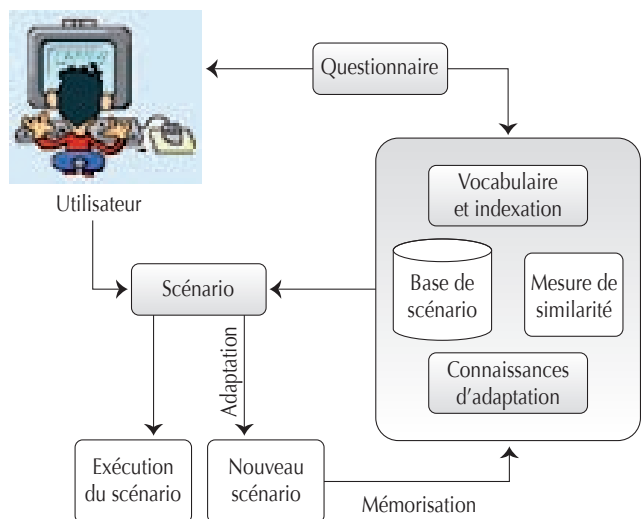 Questionnaire
Utilisateur
Vocabulaire
et indexation
Base de
scénario
Mesure de
similarité
Connaissances
d’adaptation
Scénario
Adaptation
Exécution
du scénario
Nouveau
scénario
Mémorisation